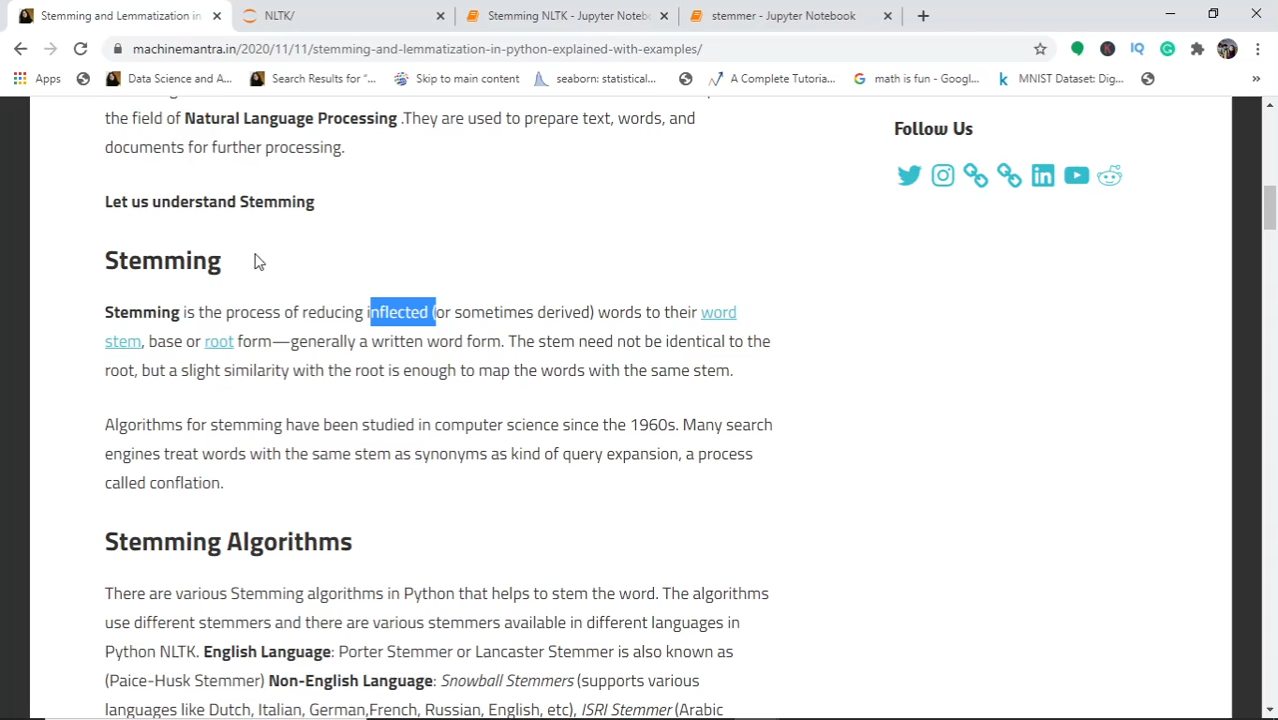 Stemming and Lemmatization in
NLTK/
Stemming NLTK - Jupyter Noteb
stemmer - Jupyter Notebook
machinemantra.in/2020/11/11/stemming-and-lemmatization-in-python-explained-with-examples/
Apps
Data Science and A...
Search Results for "...
Skip to main content
seaborn: statistical...
A Complete Tutoria...
math is fun - Googl...
MNIST Dataset: Dig...
the field of Natural Language Processing .They are used to prepare text, words, and
documents for further processing.
Let us understand Stemming
Stemming
Stemming is the process of reducing inflected (or sometimes derived) words to their word
stem, base or root form—generally a written word form. The stem need not be identical to the
root, but a slight similarity with the root is enough to map the words with the same stem.
Algorithms for stemming have been studied in computer science since the 1960s. Many search
engines treat words with the same stem as synonyms as kind of query expansion, a process
called conflation.
Stemming Algorithms
There are various Stemming algorithms in Python that helps to stem the word. The algorithms
use different stemmers and there are various stemmers available in different languages in
Python NLTK. English Language: Porter Stemmer or Lancaster Stemmer is also known as
(Paice-Husk Stemmer) Non-English Language: Snowball Stemmers (supports various
languages like Dutch, Italian, German,French, Russian, English, etc), ISRI Stemmer (Arabic
Follow Us